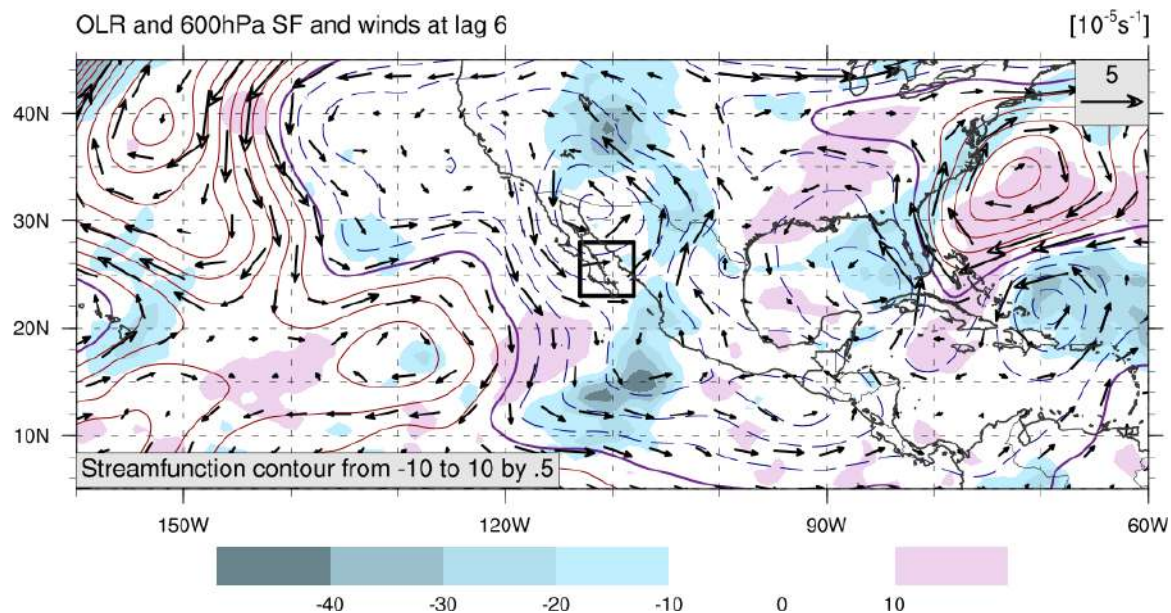 OLR and 600hPa SF and winds at lag 6 [10-5s-1]
5
40N
30N
20N
10N
Streamfunction contour from -10 to 10 by .5
150W 120W 90W 60W
-40 -30 -20 -10 0 10